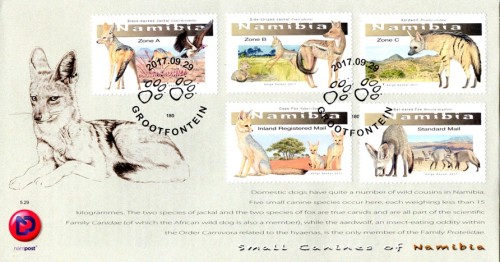 Black-backed Jackal
Namibia
Zone A
Side-striped Jackal
Namibia
Zone B
Aardwolf
Namibia
Zone C
2017.09.29
GROOTFONTEIN
2017.09.29
GROOTFONTEIN
Cape Fox
Namibia
Inland Registered Mail
Bat-eared Fox
Namibia
Standard Mail
Domestic dogs have quite a number of wild cousins in Namibia.
Five small canine species occur here, each weighing less than 15
kilogrammes. The two species of jackal and the two species of fox are true canids and are all part of the scientific
Family Canidae (of which the African wild dog is also a member), while the aardwolf, an insect-eating oddity within
the Order Carnivora related to the hyaenas, is the only member of the Family Protelidae.
Small Canines of Namibia
5.29
nampost